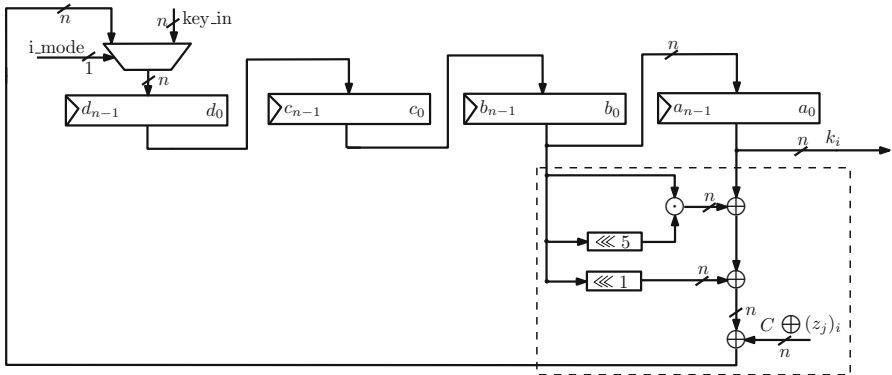 n
n key_in
i_mode
1
n
n
d_{n-1} d_0
c_{n-1} c_0
b_{n-1} b_0
a_{n-1} a_0
n k_i
⊙ n ⊕
⋘ 5
⋘ 1 n ⊕
n
C ⊕ (z_j)_i
n